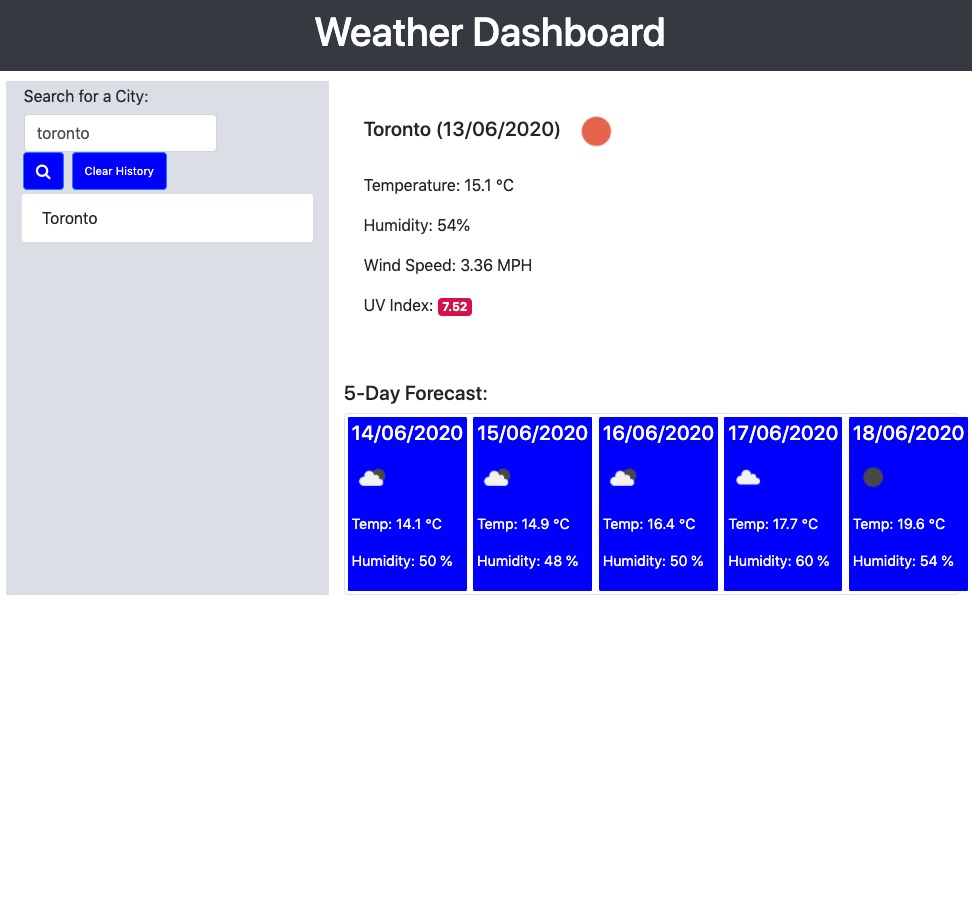 Weather Dashboard
Search for a City:
toronto
Clear History
Toronto
Toronto (13/06/2020)
Temperature: 15.1 °C
Humidity: 54%
Wind Speed: 3.36 MPH
UV Index: 7.52
5-Day Forecast:
14/06/2020
Temp: 14.1 °C
Humidity: 50 %
15/06/2020
Temp: 14.9 °C
Humidity: 48 %
16/06/2020
Temp: 16.4 °C
Humidity: 50 %
17/06/2020
Temp: 17.7 °C
Humidity: 60 %
18/06/2020
Temp: 19.6 °C
Humidity: 54 %